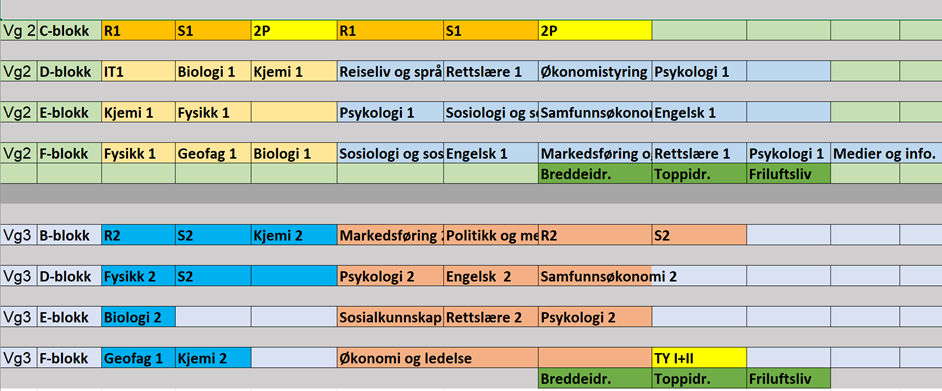 Vg 2 C-blokk R1 S1 2P R1 S1 2P
Vg2 D-blokk IT1 Biologi 1 Kjemi 1 Reiseliv og språ Rettslære 1 Økonomistyring Psykologi 1
Vg2 E-blokk Kjemi 1 Fysikk 1 Psykologi 1 Sosiologi og so Samfunnsøkonor Engelsk 1
Vg2 F-blokk Fysikk 1 Geofag 1 Biologi 1 Sosiologi og sos Engelsk 1 Markedsføring o Rettslære 1 Psykologi 1 Medier og info.
Breddeidr. Toppidr. Friluftsliv
Vg3 B-blokk R2 S2 Kjemi 2 Markedsføring 2 Politikk og me R2 S2
Vg3 D-blokk Fysikk 2 S2 Psykologi 2 Engelsk 2 Samfunnsøkonomi 2
Vg3 E-blokk Biologi 2 Sosialkunnskap Rettslære 2 Psykologi 2
Vg3 F-blokk Geofag 1 Kjemi 2 Økonomi og ledelse TY I+II
Breddeidr. Toppidr. Friluftsliv